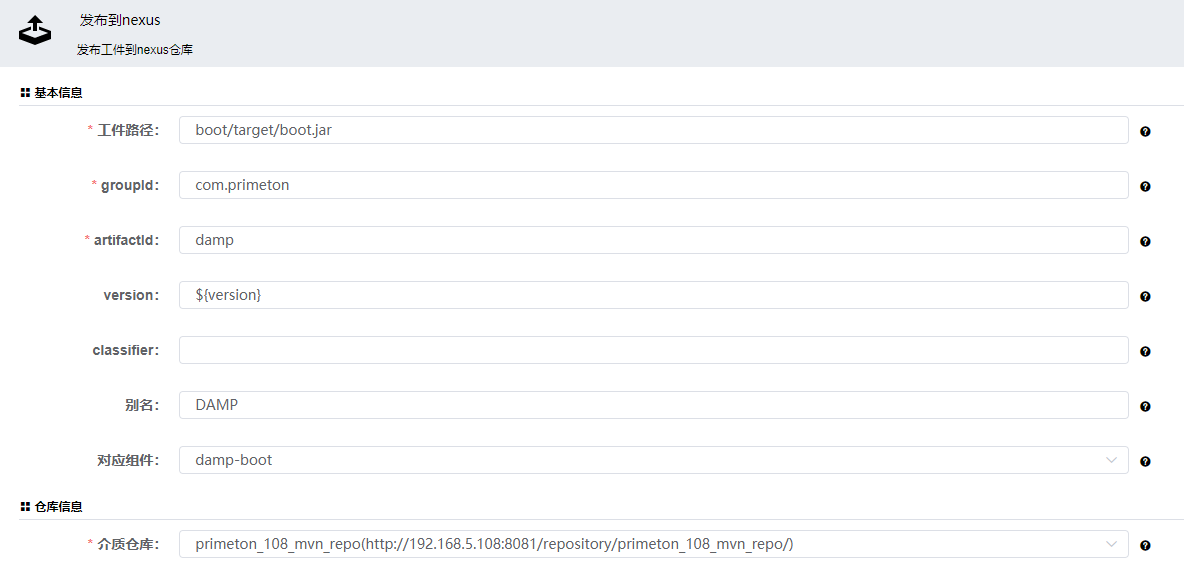 发布到nexus
发布工件到nexus仓库
基本信息
* 工件路径: boot/target/boot.jar
* groupId: com.primeton
* artifactId: damp
version: ${version}
classifier:
别名: DAMP
对应组件: damp-boot
仓库信息
* 介质仓库: primeton_108_mvn_repo(http://192.168.5.108:8081/repository/primeton_108_mvn_repo/)